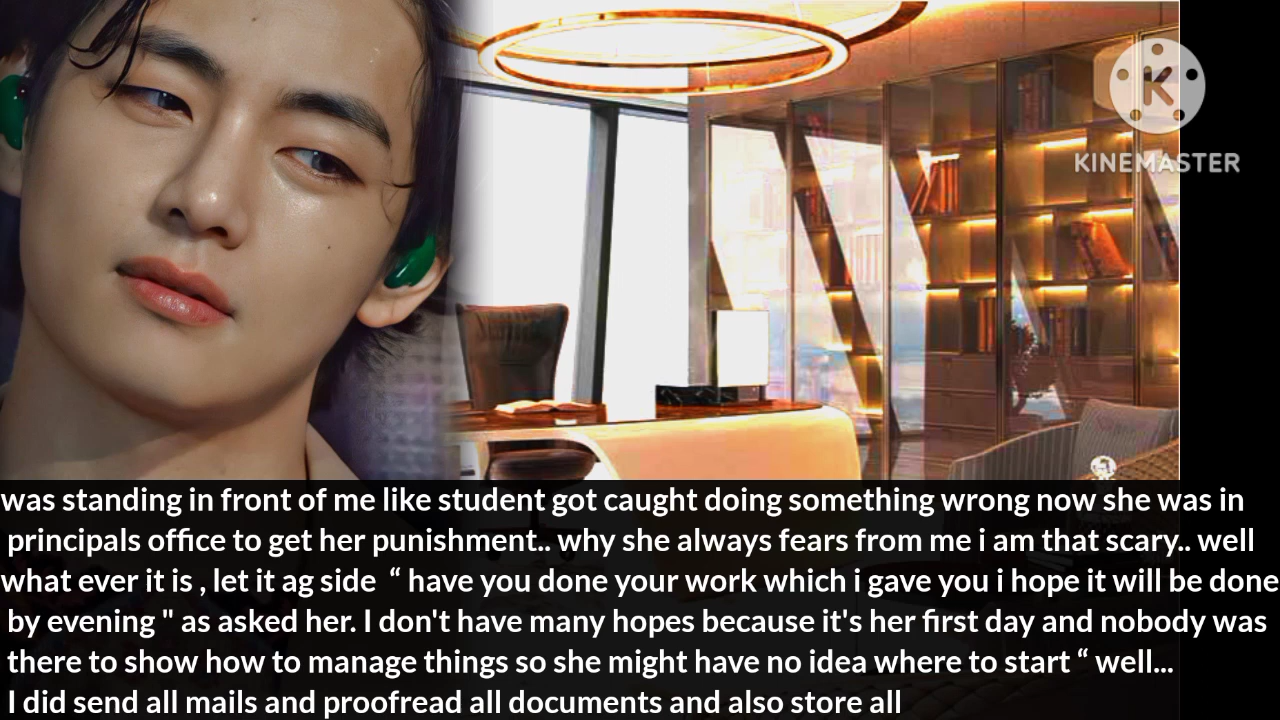 KINEMASTER
was standing in front of me like student got caught doing something wrong now she was in
principals office to get her punishment.. why she always fears from me i am that scary.. well
what ever it is , let it ag side “ have you done your work which i gave you i hope it will be done
by evening " as asked her. I don't have many hopes because it's her first day and nobody was
there to show how to manage things so she might have no idea where to start “ well...
I did send all mails and proofread all documents and also store all